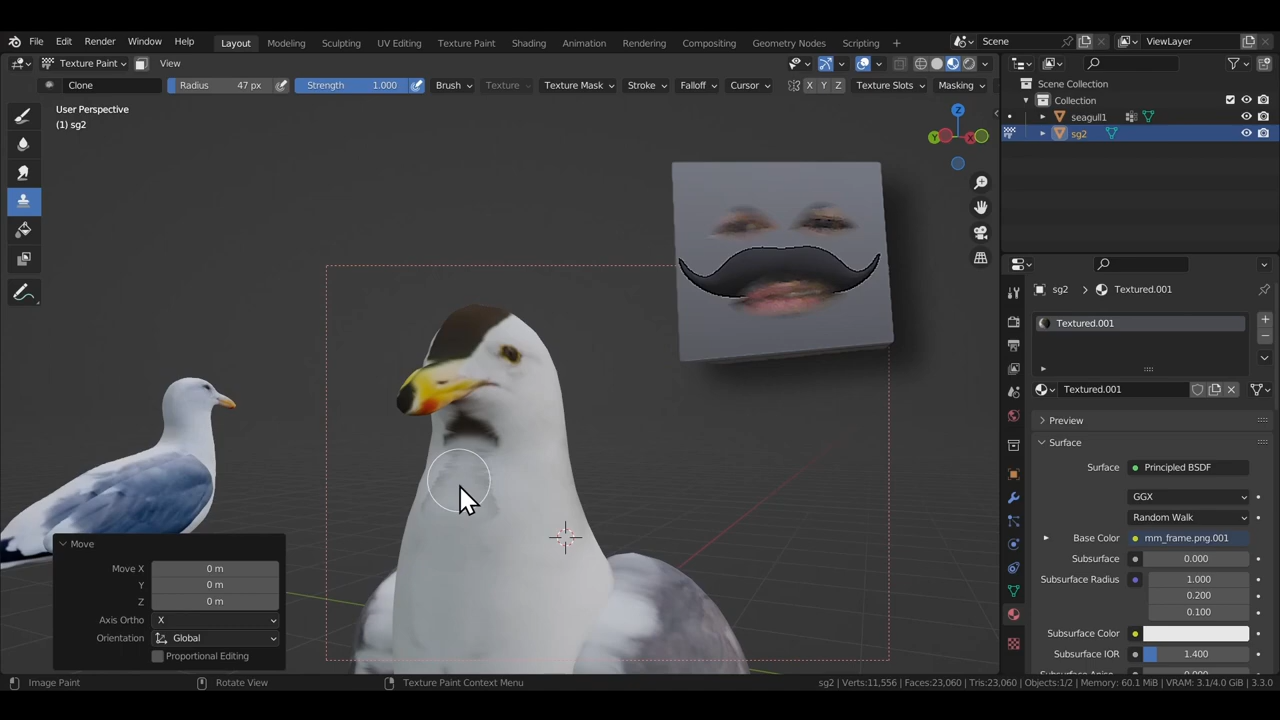 File Edit Render Window Help Layout Modeling Sculpting UV Editing Texture Paint Shading Animation Rendering Compositing Geometry Nodes Scripting + Scene ViewLayer
Texture Paint View
Clone Radius 47 px Strength 1.000 Brush Texture Texture Mask Stroke Falloff Cursor X Y Z Texture Slots Masking
User Perspective
(1) sg2
Z
Y
X
Scene Collection
Collection
seagull1
sg2
sg2 > Textured.001
Textured.001
Textured.001
Preview
Surface
Surface Principled BSDF
GGX
Random Walk
Base Color mm_frame.png.001
Subsurface 0.000
Subsurface Radius 1.000
0.200
0.100
Subsurface Color
Subsurface IOR 1.400
Move
Move X 0 m
Y 0 m
Z 0 m
Axis Ortho X
Orientation Global
Proportional Editing
Image Paint Rotate View Texture Paint Context Menu sg2 | Verts:11,556 | Faces:23,060 | Tris:23,060 | Objects:1/2 | Memory: 60.1 MiB | VRAM: 3.1/4.0 GiB | 3.3.0